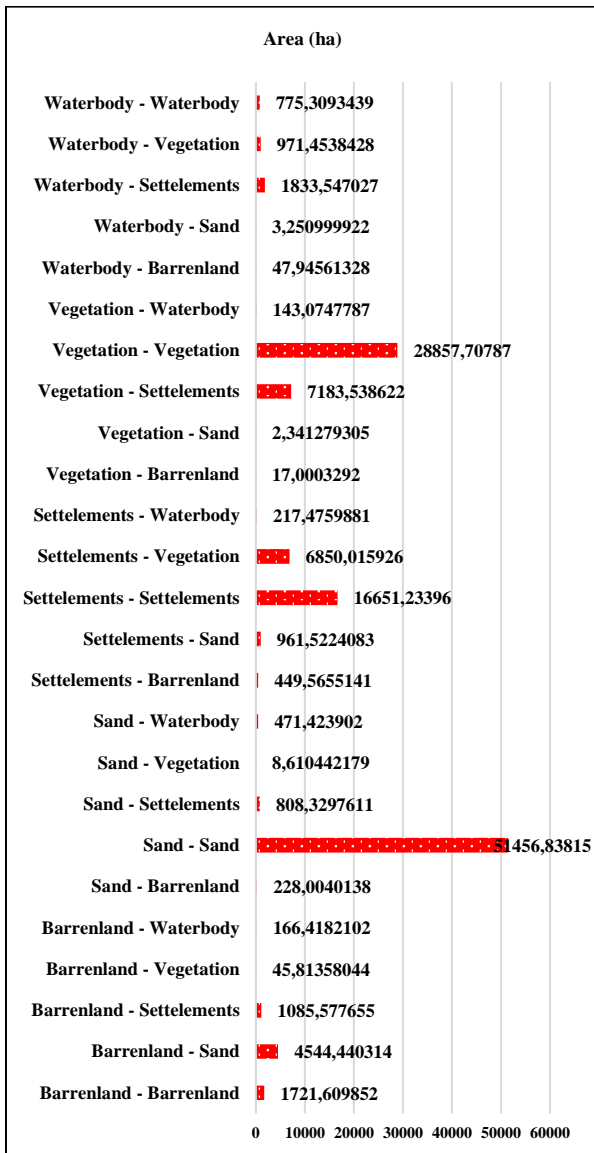 Area (ha)
Waterbody - Waterbody 775,3093439
Waterbody - Vegetation 971,4538428
Waterbody - Settelements 1833,547027
Waterbody - Sand 3,250999922
Waterbody - Barrenland 47,94561328
Vegetation - Waterbody 143,0747787
Vegetation - Vegetation 28857,70787
Vegetation - Settelements 7183,538622
Vegetation - Sand 2,341279305
Vegetation - Barrenland 17,0003292
Settelements - Waterbody 217,4759881
Settelements - Vegetation 6850,015926
Settelements - Settelements 16651,23396
Settelements - Sand 961,5224083
Settelements - Barrenland 449,5655141
Sand - Waterbody 471,423902
Sand - Vegetation 8,610442179
Sand - Settelements 808,3297611
Sand - Sand 51456,83815
Sand - Barrenland 228,0040138
Barrenland - Waterbody 166,4182102
Barrenland - Vegetation 45,81358044
Barrenland - Settelements 1085,577655
Barrenland - Sand 4544,440314
Barrenland - Barrenland 1721,609852
0 10000 20000 30000 40000 50000 60000